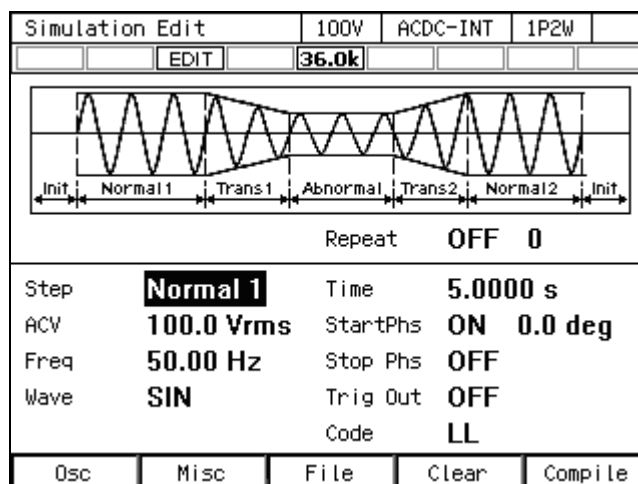 Simulation Edit 100V ACDC-INT 1P2W
EDIT 36.0k
Init Normal1 Trans1 Abnormal Trans2 Normal2 Init
Repeat OFF 0
Step Normal 1 Time 5.0000 s
ACV 100.0 Vrms StartPhs ON 0.0 deg
Freq 50.00 Hz Stop Phs OFF
Wave SIN Trig Out OFF
Code LL
Osc Misc File Clear Compile